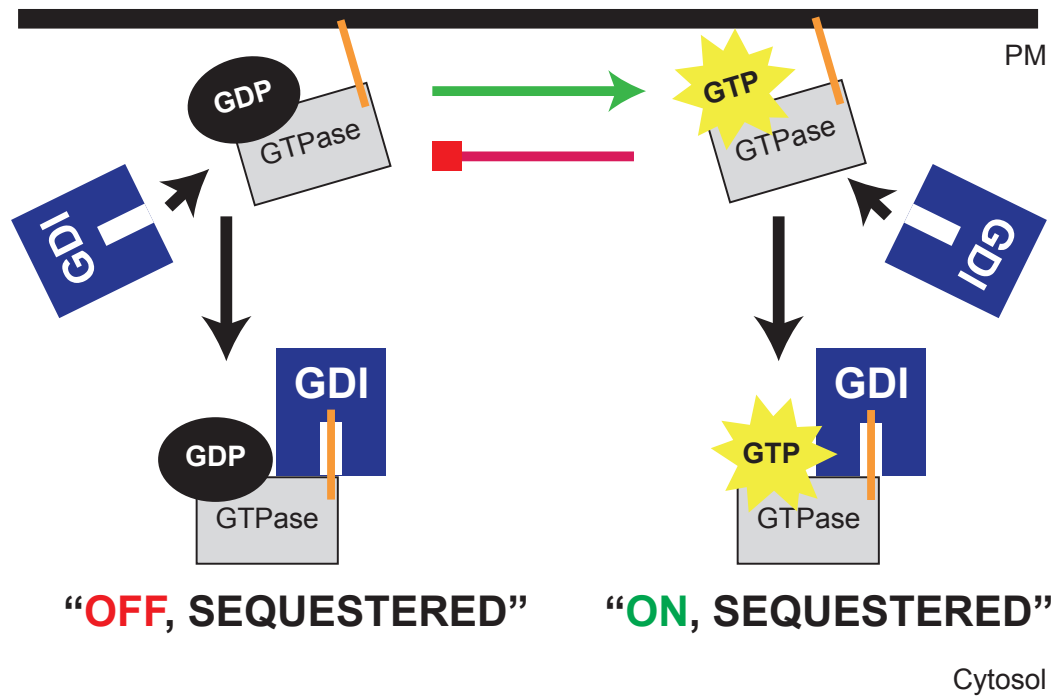 PM
GDP
GTPase
GTP
GTPase
GDI
GDI
GDI
GDP
GTPase
GDI
GTP
GTPase
“OFF, SEQUESTERED”
“ON, SEQUESTERED”
Cytosol